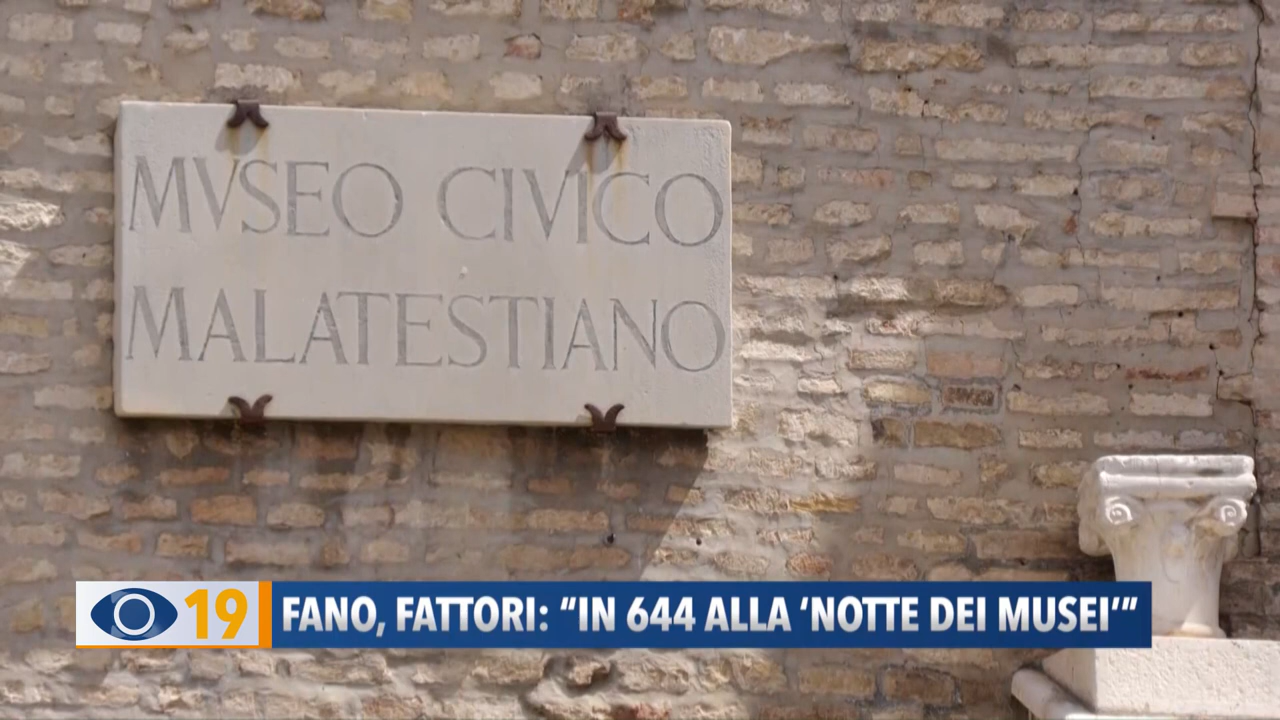 MVSEO CIVICO
MALATESTIANO
19 FANO, FATTORI: “IN 644 ALLA ‘NOTTE DEI MUSEI‘”